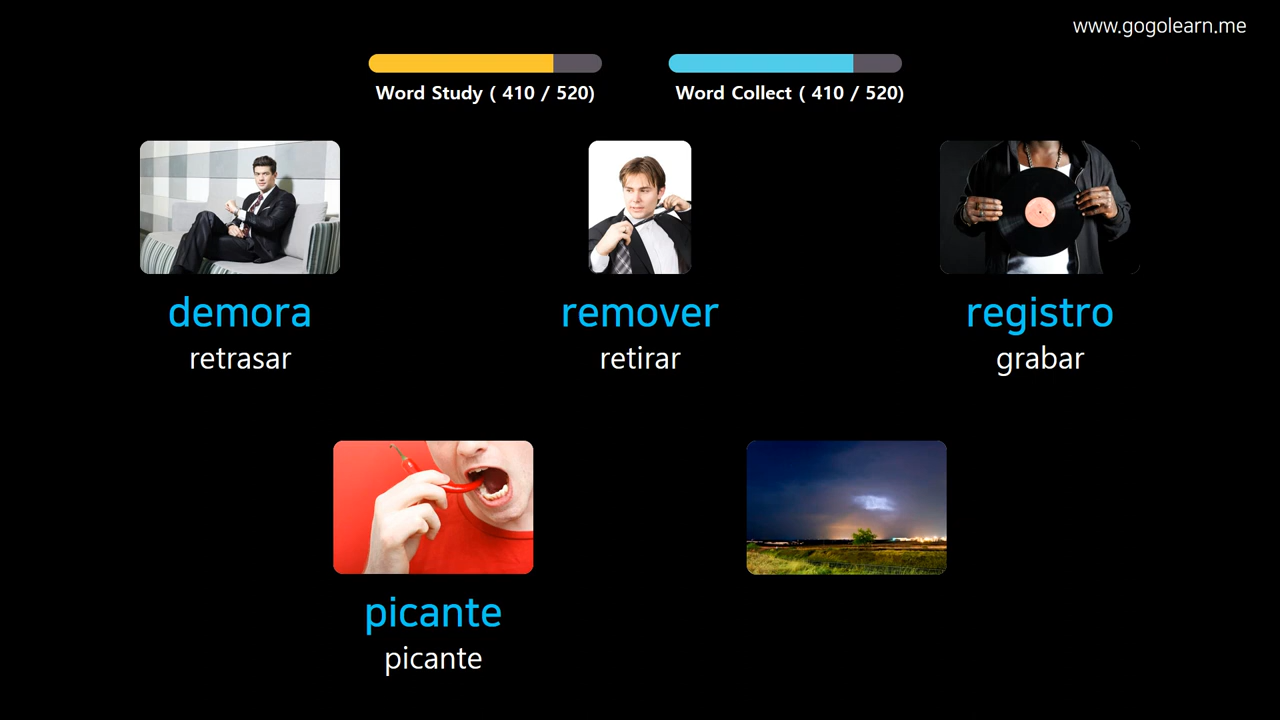 www.gogolearn.me
Word Study ( 410 / 520)
Word Collect ( 410 / 520)
demora
retrasar
remover
retirar
registro
grabar
picante
picante